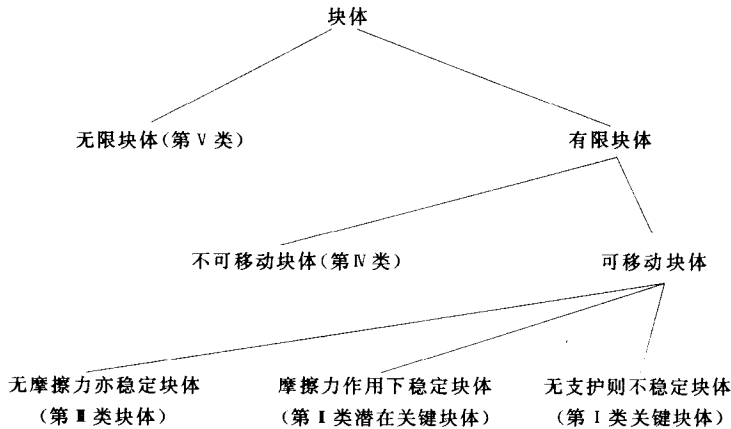 块体
无限块体(第Ⅴ类)
有限块体
不可移动块体(第Ⅳ类)
可移动块体
无摩擦力亦稳定块体
(第Ⅲ类块体)
摩擦力作用下稳定块体
(第Ⅱ类潜在关键块体)
无支护则不稳定块体
(第Ⅰ类关键块体)